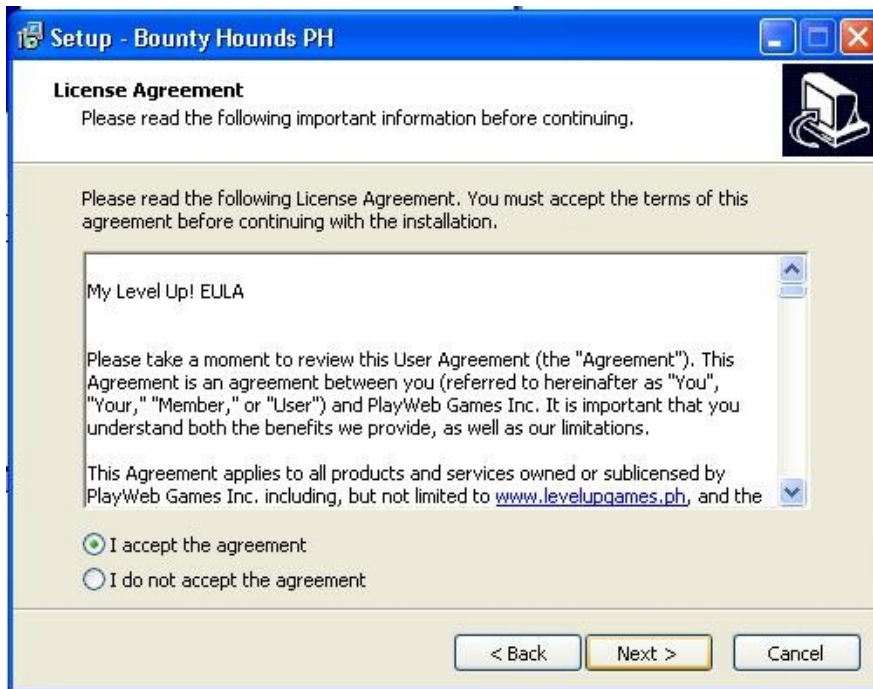 Setup - Bounty Hounds PH
License Agreement
Please read the following important information before continuing.
Please read the following License Agreement. You must accept the terms of this
agreement before continuing with the installation.
My Level Up! EULA
Please take a moment to review this User Agreement (the "Agreement"). This
Agreement is an agreement between you (referred to hereinafter as "You",
"Your," "Member," or "User") and PlayWeb Games Inc. It is important that you
understand both the benefits we provide, as well as our limitations.
This Agreement applies to all products and services owned or sublicensed by
PlayWeb Games Inc. including, but not limited to www.levelupgames.ph, and the
I accept the agreement
I do not accept the agreement
< Back Next > Cancel